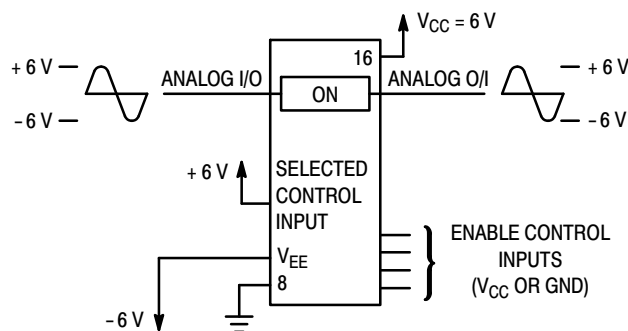 V_CC = 6 V
16
+ 6 V
ANALOG I/O
ON
ANALOG O/I
+ 6 V
− 6 V
− 6 V
+ 6 V
SELECTED
CONTROL
INPUT
ENABLE CONTROL
INPUTS
(V_CC OR GND)
V_EE
8
− 6 V